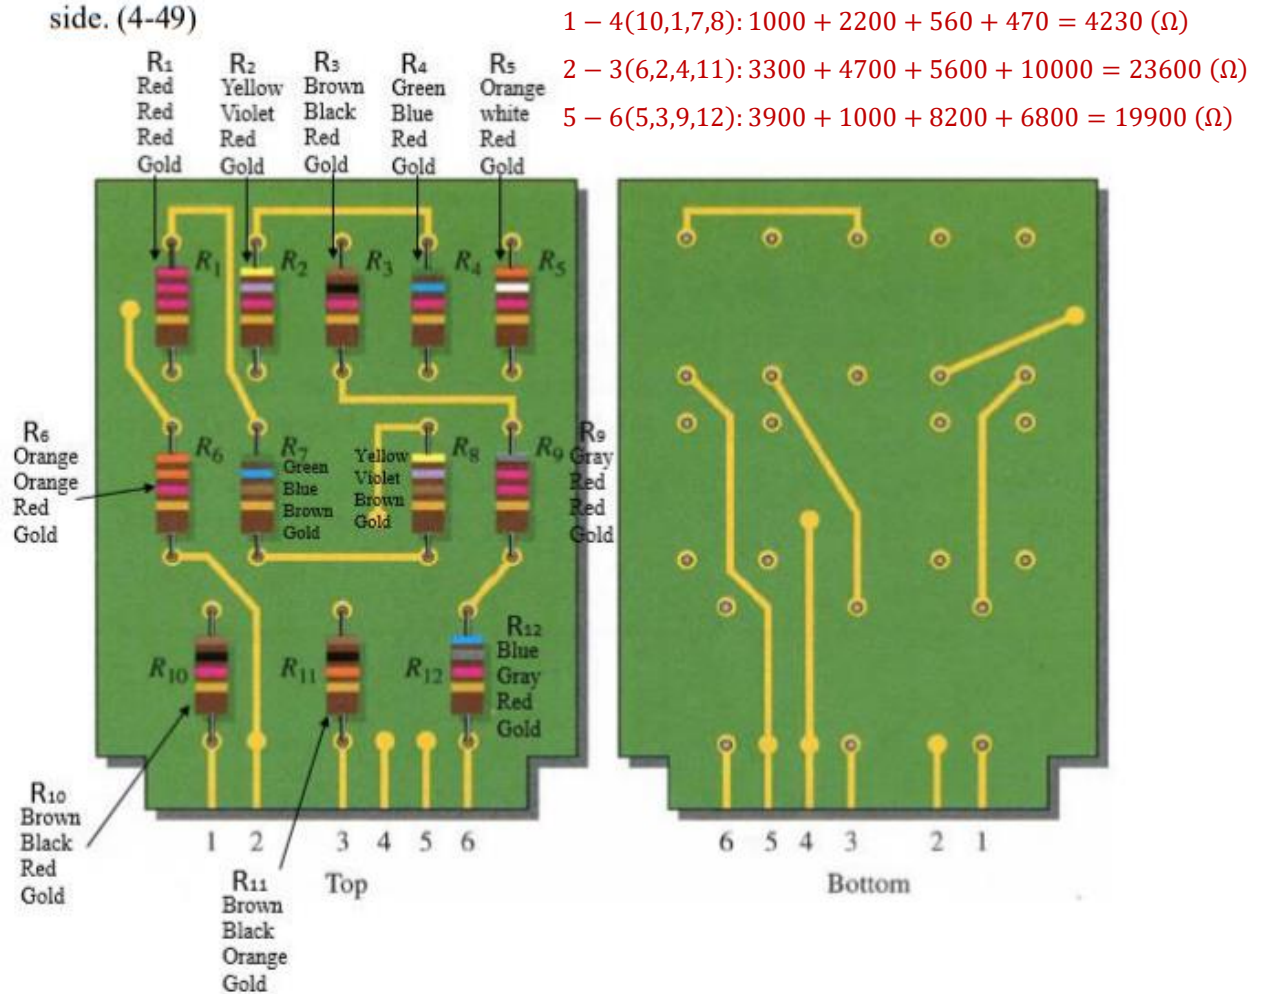 side. (4-49)
1 − 4(10,1,7,8): 1000 + 2200 + 560 + 470 = 4230 (Ω)
2 − 3(6,2,4,11): 3300 + 4700 + 5600 + 10000 = 23600 (Ω)
5 − 6(5,3,9,12): 3900 + 1000 + 8200 + 6800 = 19900 (Ω)
R₁
Red
Red
Red
Gold
R₂
Yellow
Violet
Red
Gold
R₃
Brown
Black
Red
Gold
R₄
Green
Blue
Red
Gold
R₅
Orange
white
Red
Gold
R₁ R₂ R₃ R₄ R₅
R₆
Orange
Orange
Red
Gold
R₆ R₇ R₈ R₉
Green
Blue
Brown
Gold
Yellow
Violet
Brown
Gold
R₉
Gray
Red
Red
Gold
R₁₀ R₁₁ R₁₂
R₁₂
Blue
Gray
Red
Gold
R₁₀
Brown
Black
Red
Gold
1 2 3 4 5 6
Top
R₁₁
Brown
Black
Orange
Gold
6 5 4 3 2 1
Bottom